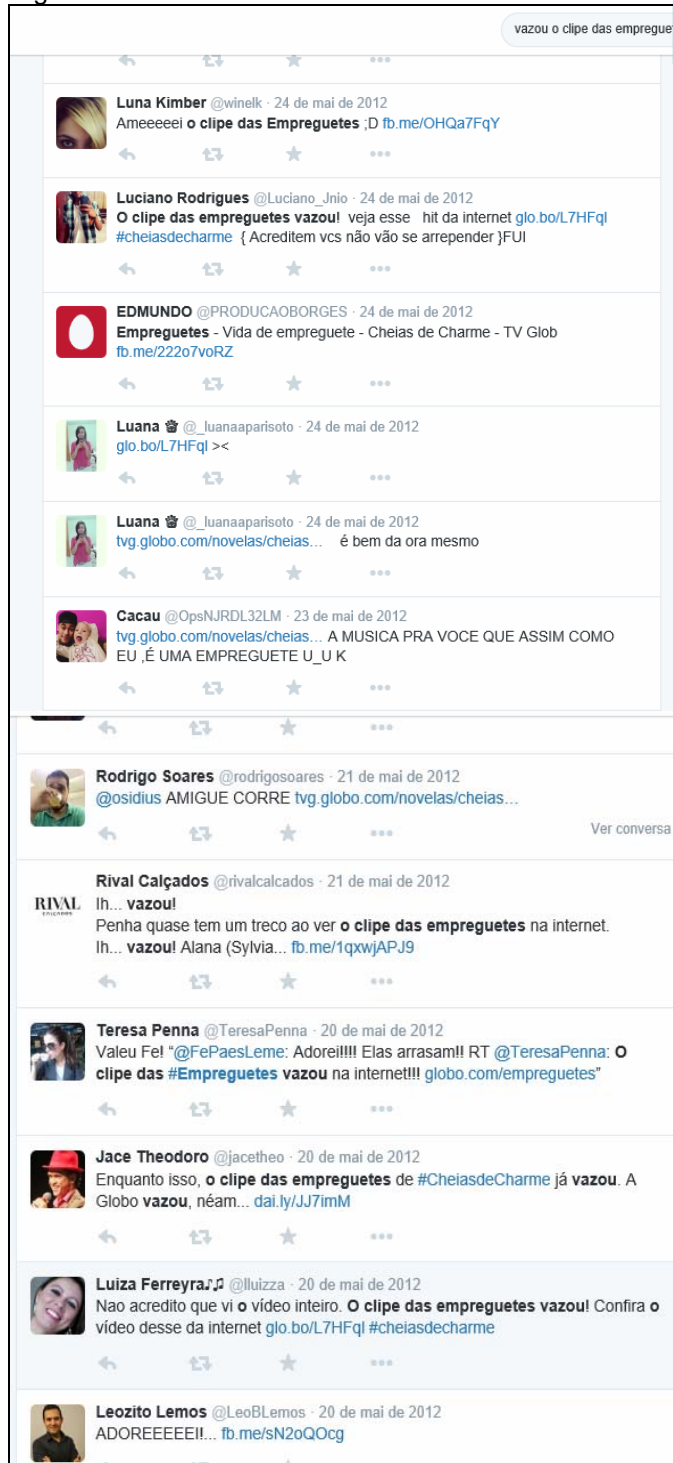 vazou o clipe das empregue
Luna Kimber @winelk · 24 de mai de 2012
Ameeeeei o clipe das Empreguetes ;D fb.me/OHQa7FqY
Luciano Rodrigues @Luciano_Jnio · 24 de mai de 2012
O clipe das empreguetes vazou! veja esse hit da internet glo.bo/L7HFql
#cheiasdecharme { Acreditem vcs não vão se arrepender }FUI
EDMUNDO @PRODUCAOBORGES · 24 de mai de 2012
Empreguetes - Vida de empreguete - Cheias de Charme - TV Glob
fb.me/222o7voRZ
Luana @_luanaaparisoto · 24 de mai de 2012
glo.bo/L7HFql ><
Luana @_luanaaparisoto · 24 de mai de 2012
tvg.globo.com/novelas/cheias... é bem da ora mesmo
Cacau @OpsNJRDL32LM · 23 de mai de 2012
tvg.globo.com/novelas/cheias... A MUSICA PRA VOCE QUE ASSIM COMO
EU ,É UMA EMPREGUETE U_U K
Rodrigo Soares @rodrigosoares · 21 de mai de 2012
@osidius AMIGUE CORRE tvg.globo.com/novelas/cheias...
Ver conversa
RIVAL
Rival Calçados @rivalcalcados · 21 de mai de 2012
Ih... vazou!
Penha quase tem um treco ao ver o clipe das empreguetes na internet.
Ih... vazou! Alana (Sylvia... fb.me/1qxwjAPJ9
Teresa Penna @TeresaPenna · 20 de mai de 2012
Valeu Fe! “@FePaesLeme: Adorei!!!! Elas arrasam!! RT @TeresaPenna: O
clipe das #Empreguetes vazou na internet!!! globo.com/empreguetes”
Jace Theodoro @jacetheo · 20 de mai de 2012
Enquanto isso, o clipe das empreguetes de #CheiasdeCharme já vazou. A
Globo vazou, néam... dai.ly/JJ7imM
Luiza Ferreyra♪♫ @lluizza · 20 de mai de 2012
Nao acredito que vi o vídeo inteiro. O clipe das empreguetes vazou! Confira o
vídeo desse da internet glo.bo/L7HFql #cheiasdecharme
Leozito Lemos @LeoBLemos · 20 de mai de 2012
ADOREEEEEI!... fb.me/sN2oQOcg